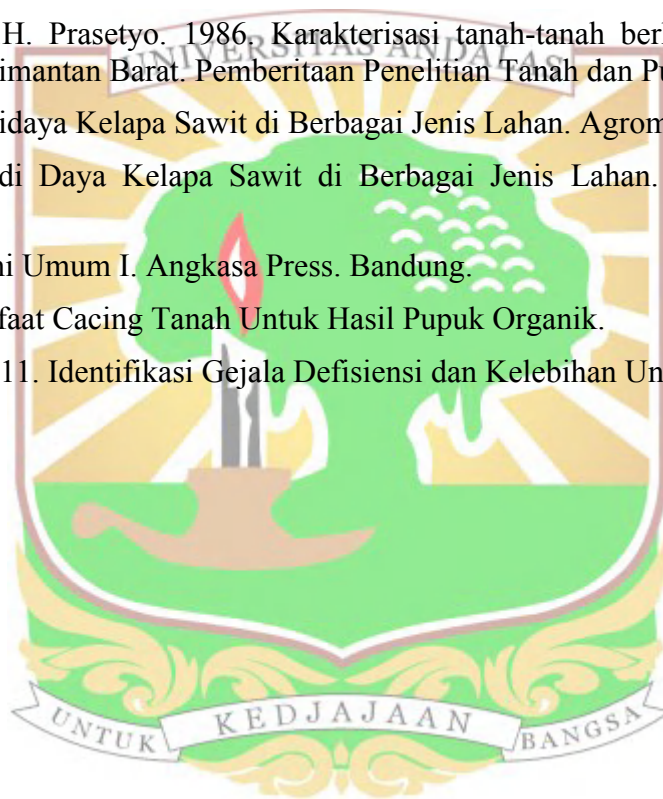 H. Prasetyo. 1986. Karakterisasi tanah-tanah ber
UNIVERSITAS ANDALAS
imantan Barat. Pemberitaan Penelitian Tanah dan Pu
idaya Kelapa Sawit di Berbagai Jenis Lahan. Agrom
di Daya Kelapa Sawit di Berbagai Jenis Lahan.
ni Umum I. Angkasa Press. Bandung.
faat Cacing Tanah Untuk Hasil Pupuk Organik.
11. Identifikasi Gejala Defisiensi dan Kelebihan Un
UNTUK KEDJAJAAN BANGSA